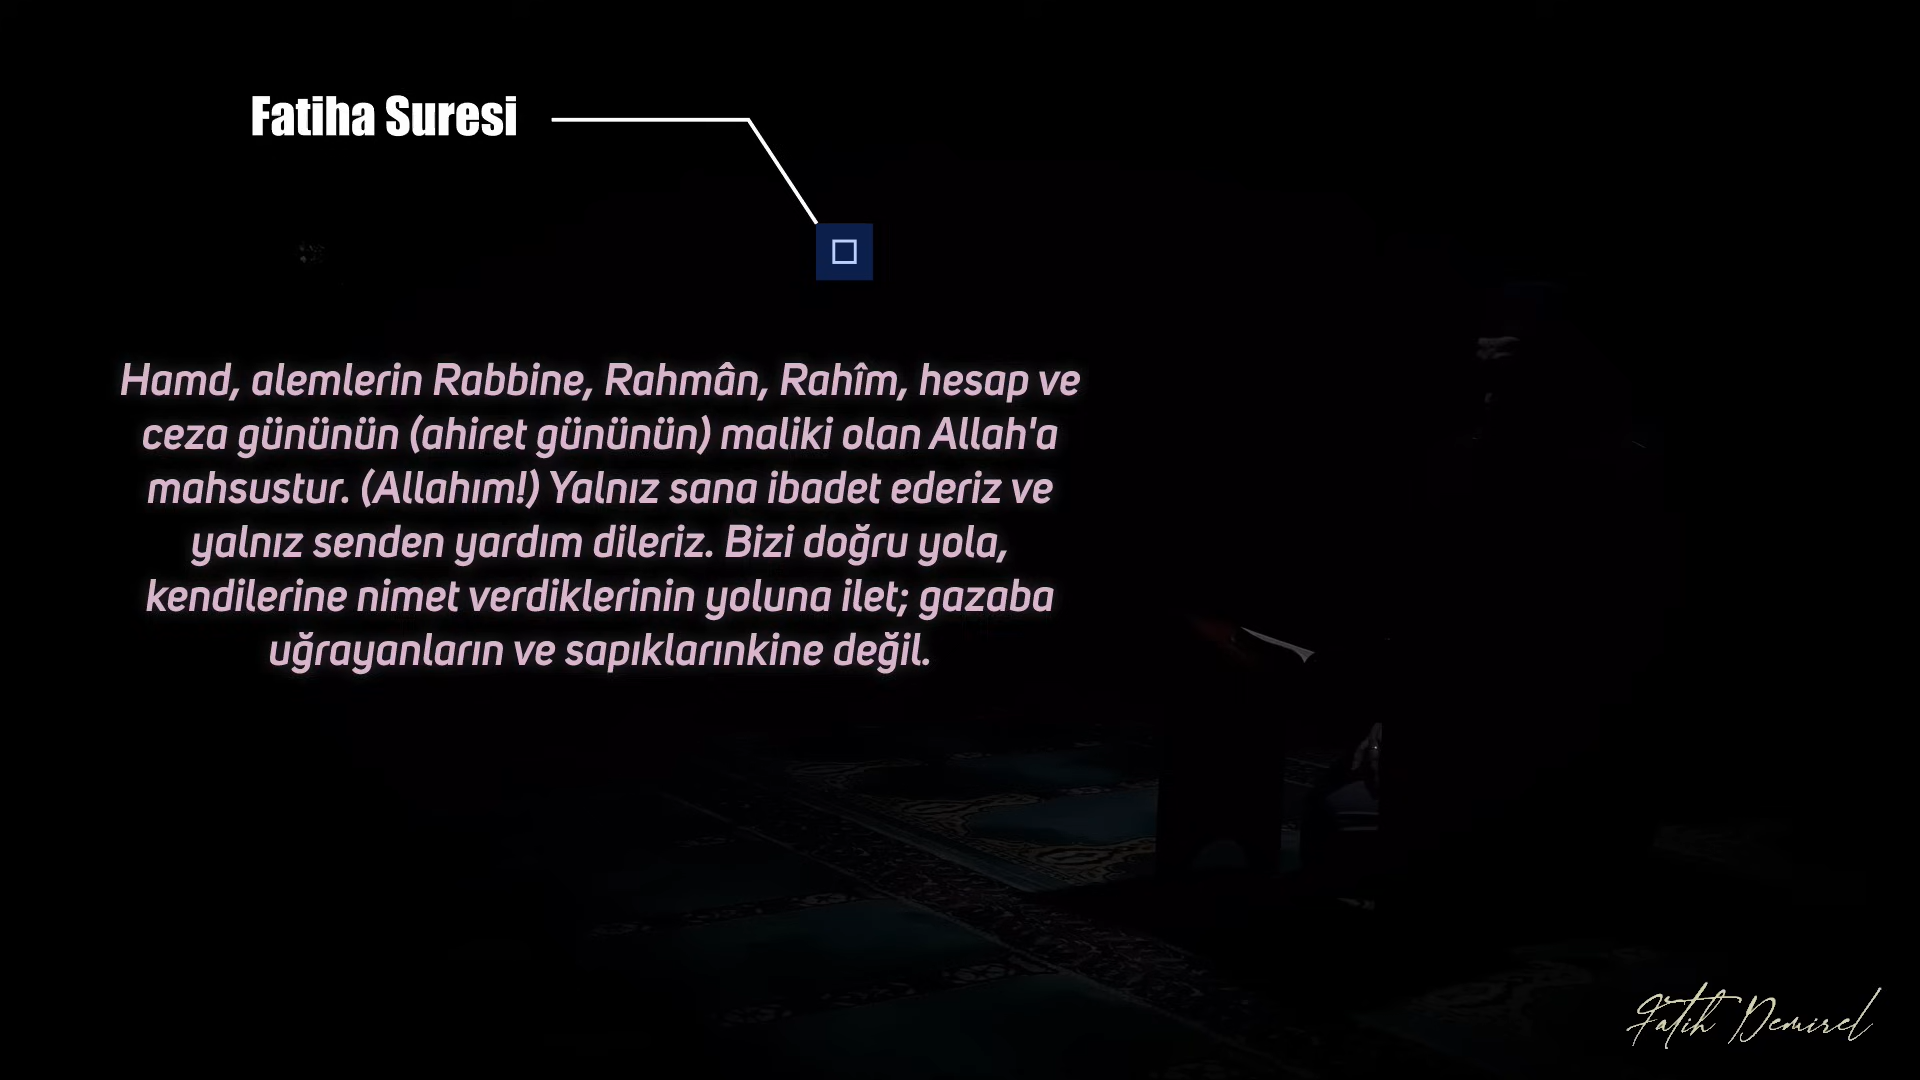 Fatiha Suresi
Hamd, alemlerin Rabbine, Rahmân, Rahîm, hesap ve
ceza gününün (ahiret gününün) maliki olan Allah'a
mahsustur. (Allahım!) Yalnız sana ibadet ederiz ve
yalnız senden yardım dileriz. Bizi doğru yola,
kendilerine nimet verdiklerinin yoluna ilet; gazaba
uğrayanların ve sapıklarınkine değil.
Fatih Demirel